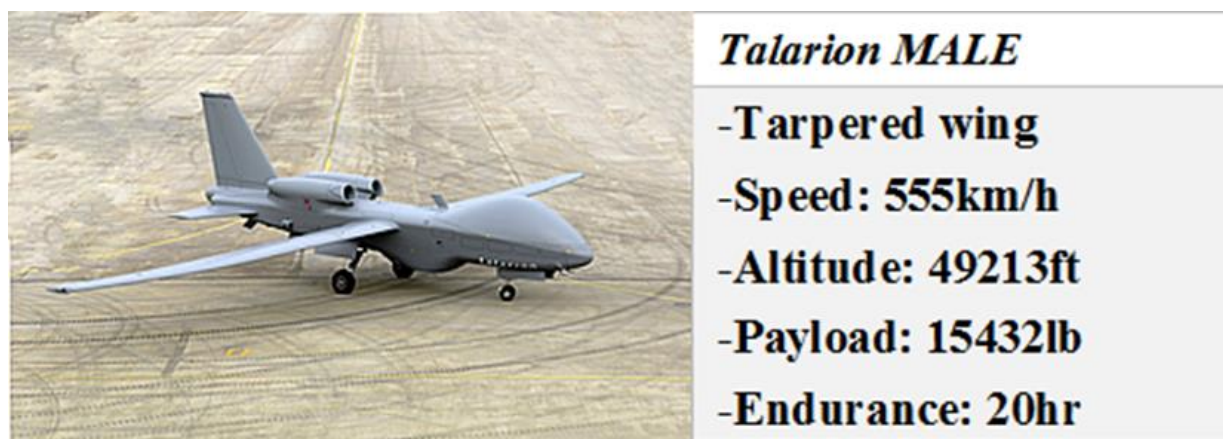 Talarion MALE
-Tarpered wing
-Speed: 555km/h
-Altitude: 49213ft
-Payload: 15432lb
-Endurance: 20hr